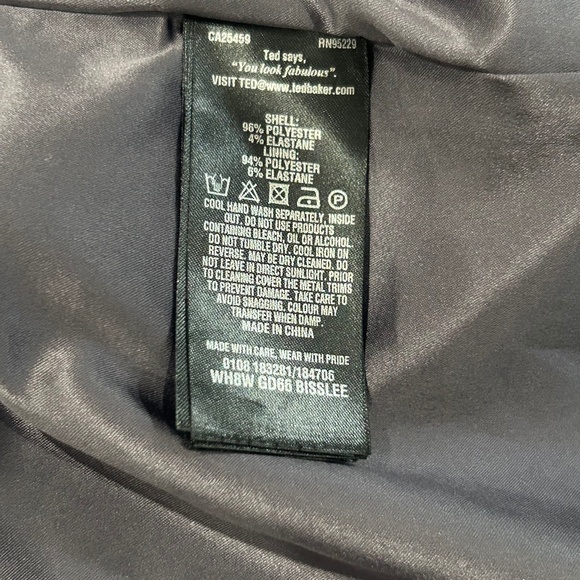 CA25459 RN95229
Ted says,
"You look fabulous".
VISIT TED@www.tedbaker.com
SHELL:
96% POLYESTER
4% ELASTANE
LINING:
94% POLYESTER
6% ELASTANE
COOL HAND WASH SEPARATELY, INSIDE
OUT. DO NOT USE PRODUCTS
CONTAINING BLEACH, OIL OR ALCOHOL.
DO NOT TUMBLE DRY. COOL IRON ON
REVERSE. MAY BE DRY CLEANED. DO
NOT LEAVE IN DIRECT SUNLIGHT. PRIOR
TO CLEANING COVER THE METAL TRIMS
TO PREVENT DAMAGE. TAKE CARE TO
AVOID SNAGGING. COLOUR MAY
TRANSFER WHEN DAMP.
MADE IN CHINA
MADE WITH CARE, WEAR WITH PRIDE
0108 183281/184706
WH8W GD66 BISSLEE